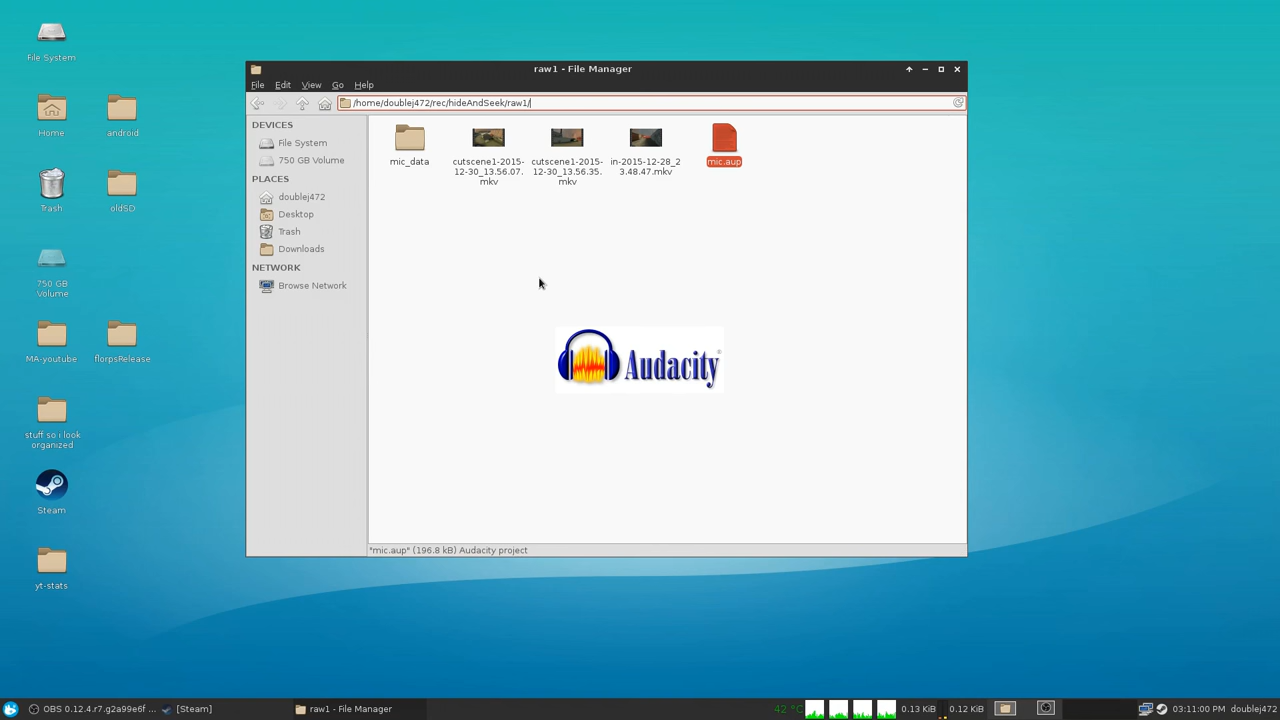 File System
Home
android
Trash
oldSD
750 GB
Volume
MA-youtube
florpsRelease
stuff so i look
organized
Steam
yt-stats
raw1 - File Manager
File Edit View Go Help
/home/doublej472/rec/hideAndSeek/raw1/
DEVICES
File System
750 GB Volume
PLACES
doublej472
Desktop
Trash
Downloads
NETWORK
Browse Network
mic_data
cutscene1-2015-
12-30_13.56.07.
mkv
cutscene1-2015-
12-30_13.56.35.
mkv
in-2015-12-28_2
3.48.47.mkv
mic.aup
Audacity®
"mic.aup" (196.8 kB) Audacity project
OBS 0.12.4.r7.g2a99e6f ...
[Steam]
raw1 - File Manager
42 °C
0.13 KiB
0.12 KiB
03:11:00 PM
doublej472